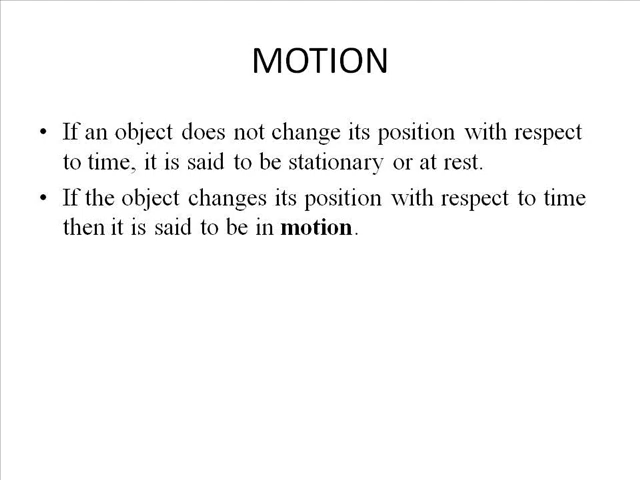 MOTION
• If an object does not change its position with respect
to time, it is said to be stationary or at rest.
• If the object changes its position with respect to time
then it is said to be in motion.